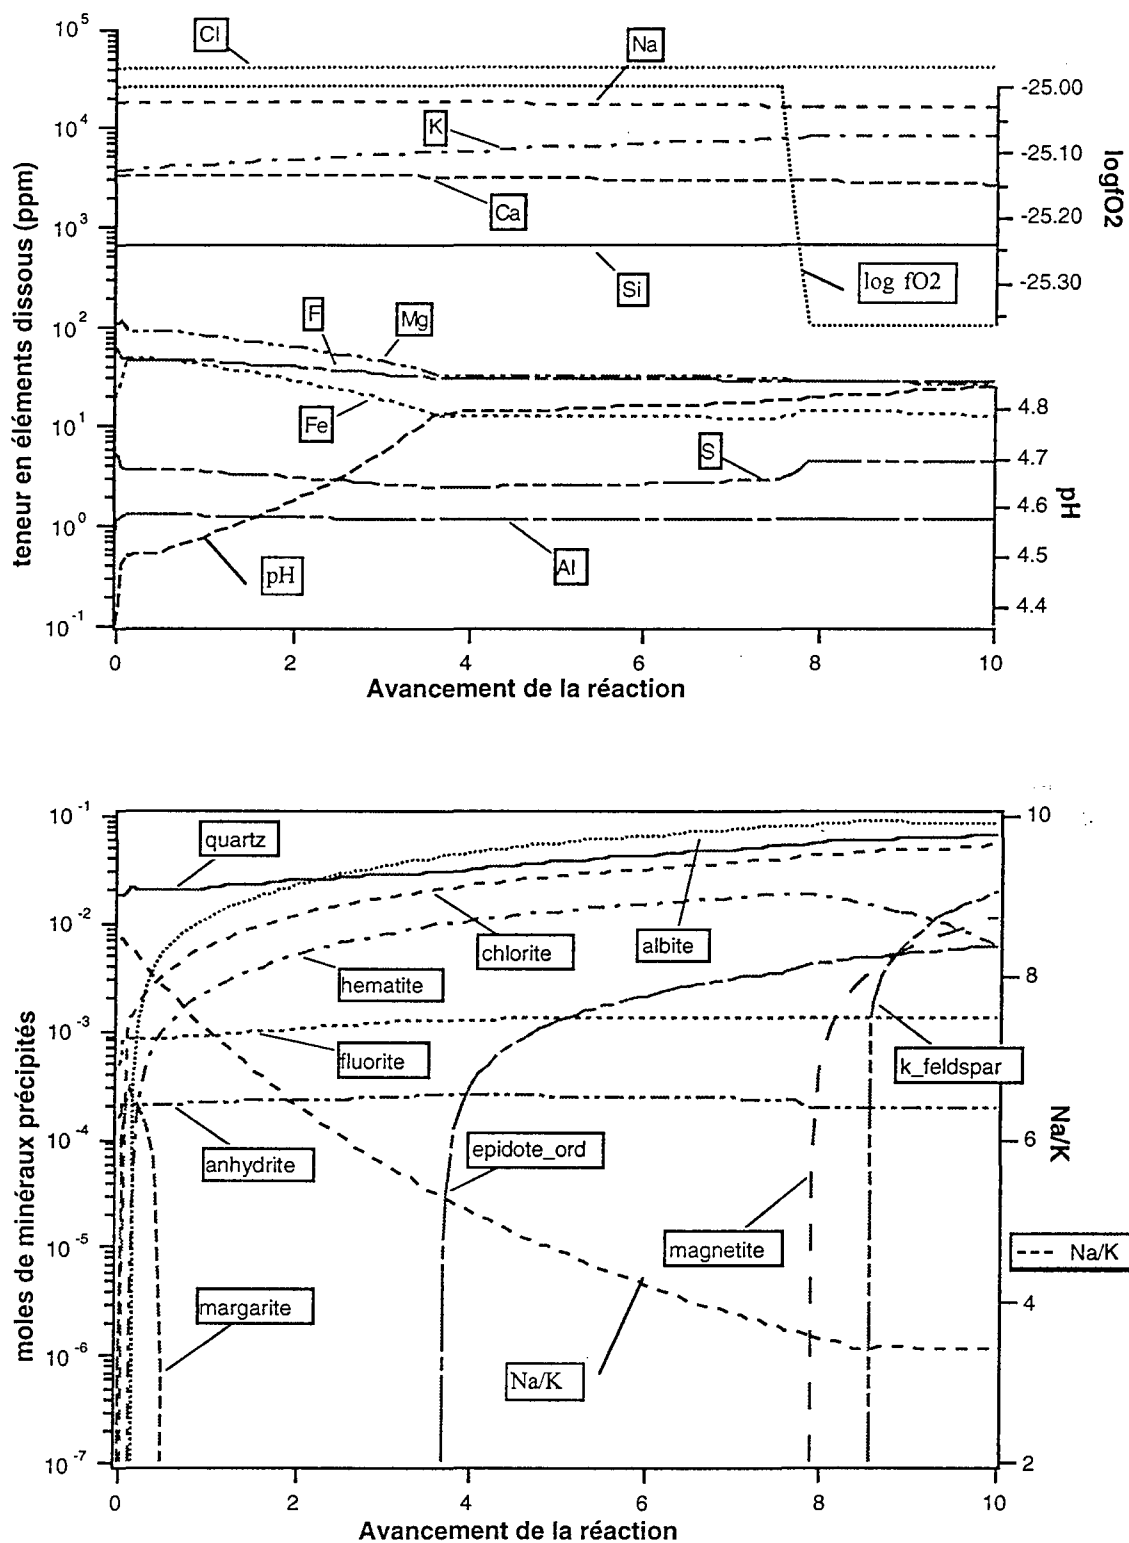 10^5
Cl
Na
-25.00
10^4
K
-25.10
Ca
-25.20
10^3
Si
log fO2
-25.30
logfO2
teneur en éléments dissous (ppm)
10^2
F
Mg
10^1
Fe
S
4.8
4.7
4.6
10^0
pH
Al
4.5
pH
4.4
10^-1
0 2 4 6 8 10
Avancement de la réaction
10^-1
10
quartz
10^-2
chlorite
albite
hematite
8
10^-3
fluorite
k_feldspar
moles de minéraux précipités
10^-4
anhydrite
epidote_ord
6
Na/K
10^-5
magnetite
Na/K
margarite
4
10^-6
Na/K
10^-7
2
0 2 4 6 8 10
Avancement de la réaction